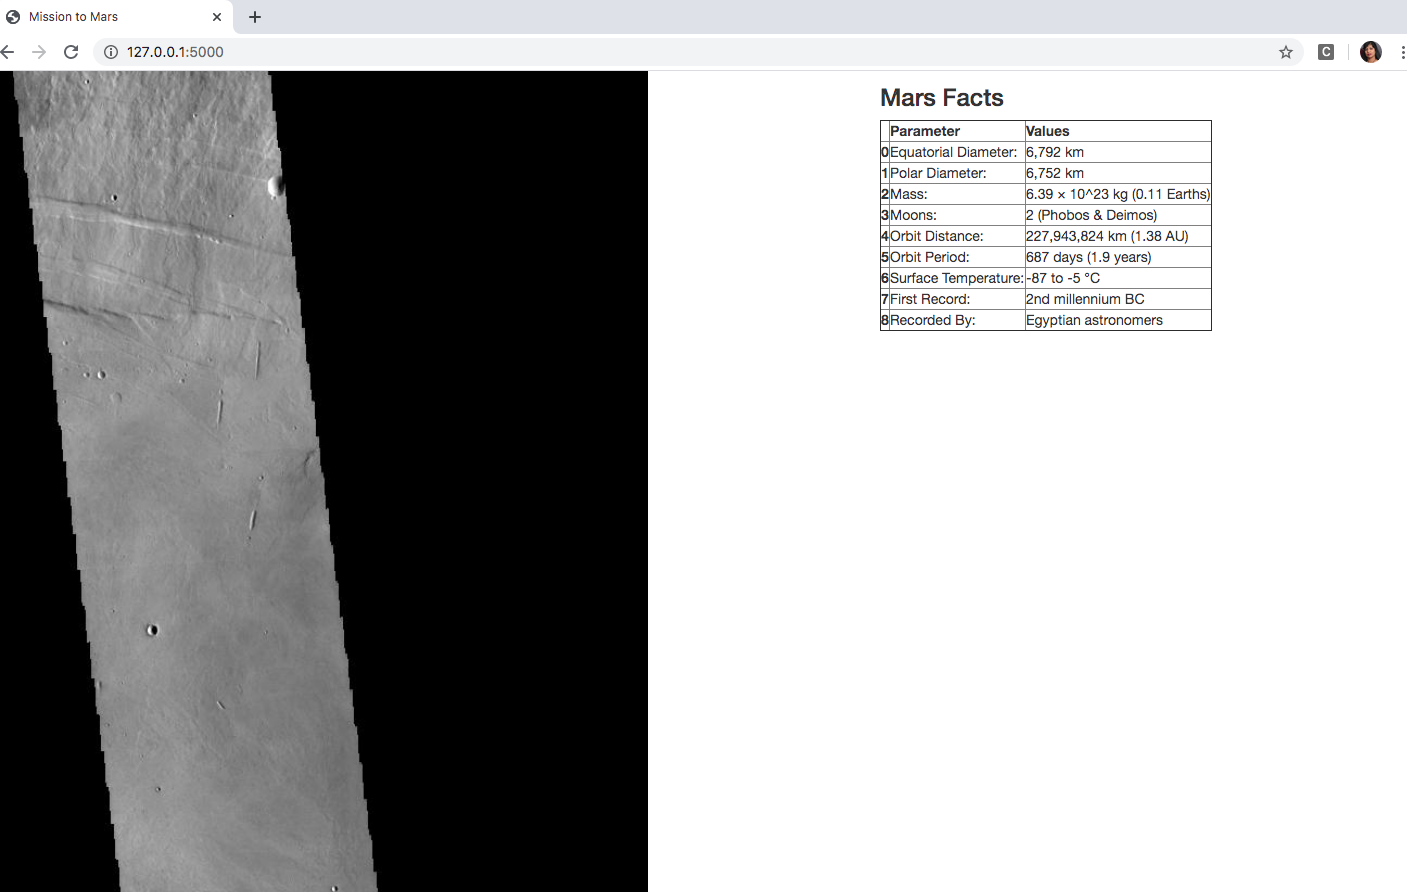 Mission to Mars
127.0.0.1:5000
C
Mars Facts
Parameter Values
0 Equatorial Diameter: 6,792 km
1 Polar Diameter: 6,752 km
2 Mass: 6.39 × 10^23 kg (0.11 Earths)
3 Moons: 2 (Phobos & Deimos)
4 Orbit Distance: 227,943,824 km (1.38 AU)
5 Orbit Period: 687 days (1.9 years)
6 Surface Temperature: -87 to -5 °C
7 First Record: 2nd millennium BC
8 Recorded By: Egyptian astronomers